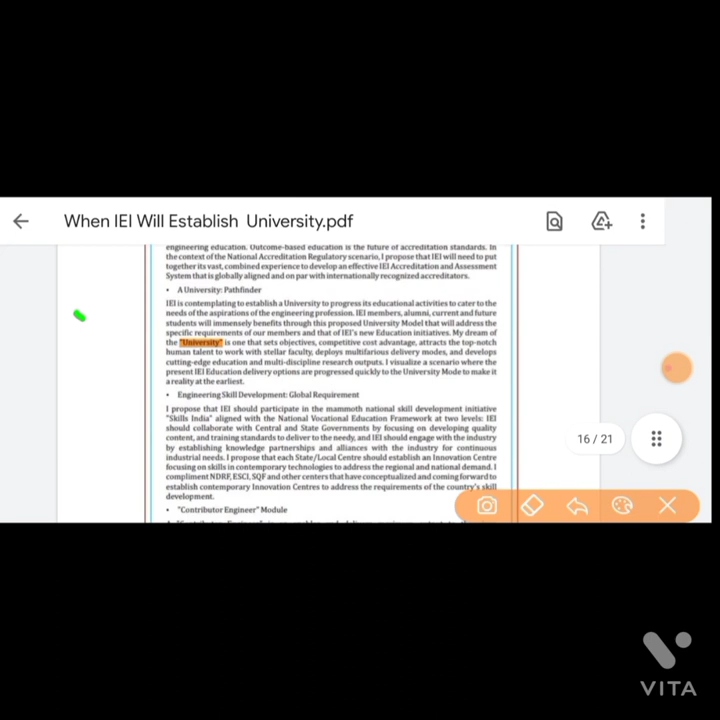 When IEI Will Establish University.pdf
engineering education. Outcome-based education is the future of accreditation standards. In
the context of the National Accreditation Regulatory scenario, I propose that IEI will need to put
together its vast, combined experience to develop an effective IEI Accreditation and Assessment
System that is globally aligned and on par with internationally recognized accreditators.
• A University: Pathfinder
IEI is contemplating to establish a University to progress its educational activities to cater to the
needs of the aspirations of the engineering profession. IEI members, alumni, current and future
students will immensely benefits through this proposed University Model that will address the
specific requirements of our members and that of IEI's new Education initiatives. My dream of
the "University" is one that sets objectives, competitive cost advantage, attracts the top-notch
human talent to work with stellar faculty, deploys multifarious delivery modes, and develops
cutting-edge education and multi-discipline research outputs. I visualize a scenario where the
present IEI Education delivery options are progressed quickly to the University Mode to make it
a reality at the earliest.
• Engineering Skill Development: Global Requirement
I propose that IEI should participate in the mammoth national skill development initiative
"Skills India" aligned with the National Vocational Education Framework at two levels: IEI
should collaborate with Central and State Governments by focusing on developing quality
content, and training standards to deliver to the needy, and IEI should engage with the industry
by establishing knowledge partnerships and alliances with the industry for continuous
industrial needs. I propose that each State/Local Centre should establish an Innovation Centre
focusing on skills in contemporary technologies to address the regional and national demand. I
compliment NDRF, ESCI, SQF and other centers that have conceptualized and coming forward to
establish contemporary Innovation Centres to address the requirements of the country's skill
development.
• "Contributor Engineer" Module
16 / 21
VITA